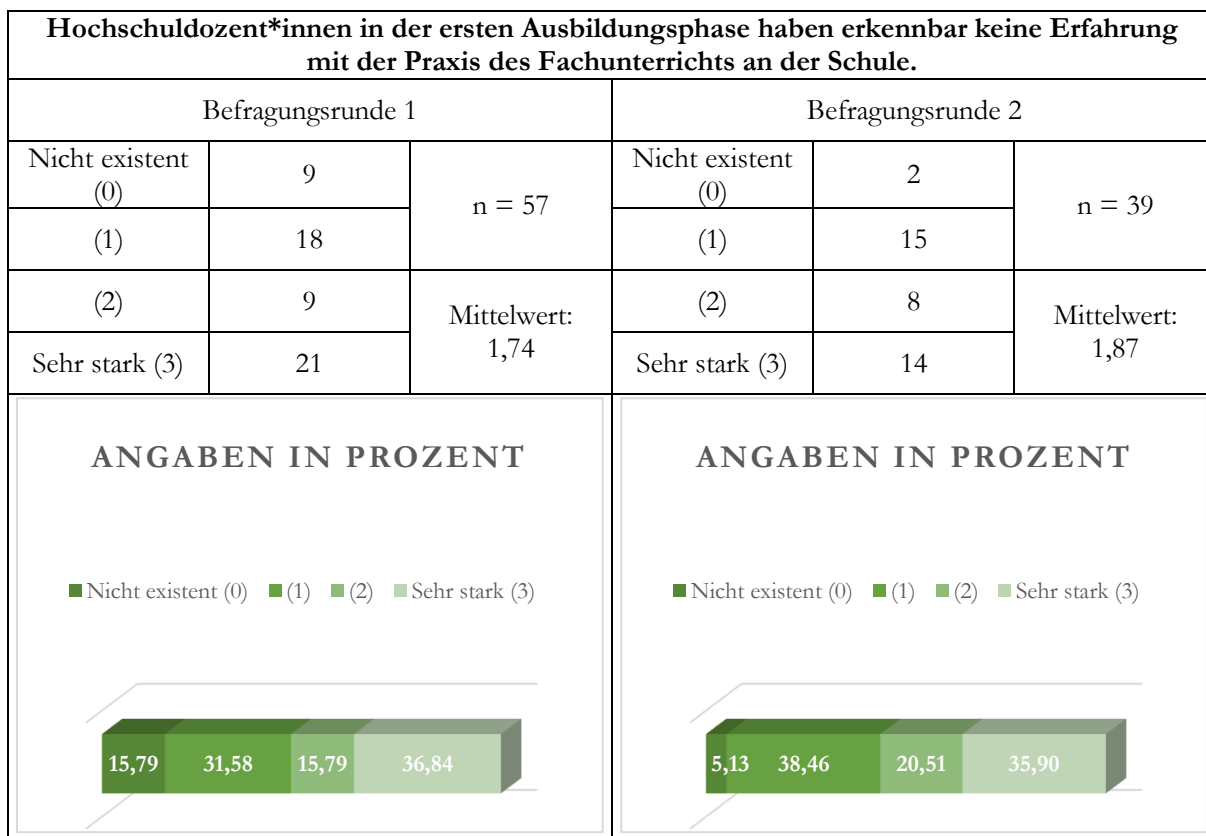 Hochschuldozent*innen in der ersten Ausbildungsphase haben erkennbar keine Erfahrung
mit der Praxis des Fachunterrichts an der Schule.
Befragungsrunde 1
Nicht existent
(0)
9
n = 57
(1)
18
(2)
9
Mittelwert:
1,74
Sehr stark (3)
21
Befragungsrunde 2
Nicht existent
(0)
2
n = 39
(1)
15
(2)
8
Mittelwert:
1,87
Sehr stark (3)
14
ANGABEN IN PROZENT
Nicht existent (0) (1) (2) Sehr stark (3)
15,79 31,58 15,79 36,84
ANGABEN IN PROZENT
Nicht existent (0) (1) (2) Sehr stark (3)
5,13 38,46 20,51 35,90